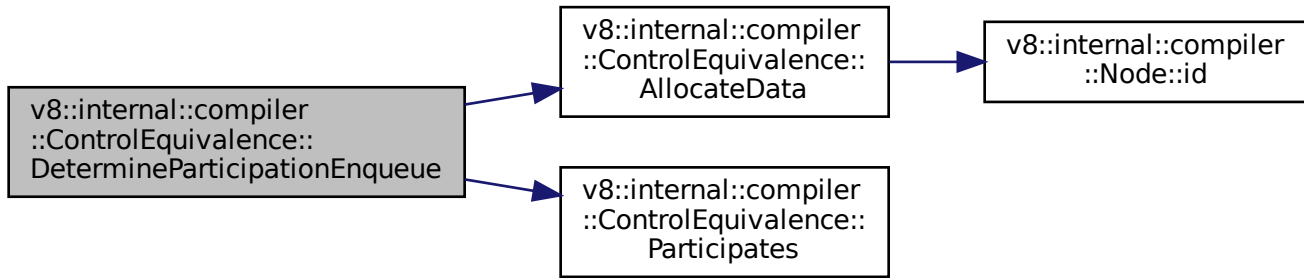 v8::internal::compiler
::ControlEquivalence::
DetermineParticipationEnqueue
v8::internal::compiler
::ControlEquivalence::
AllocateData
v8::internal::compiler
::Node::id
v8::internal::compiler
::ControlEquivalence::
Participates